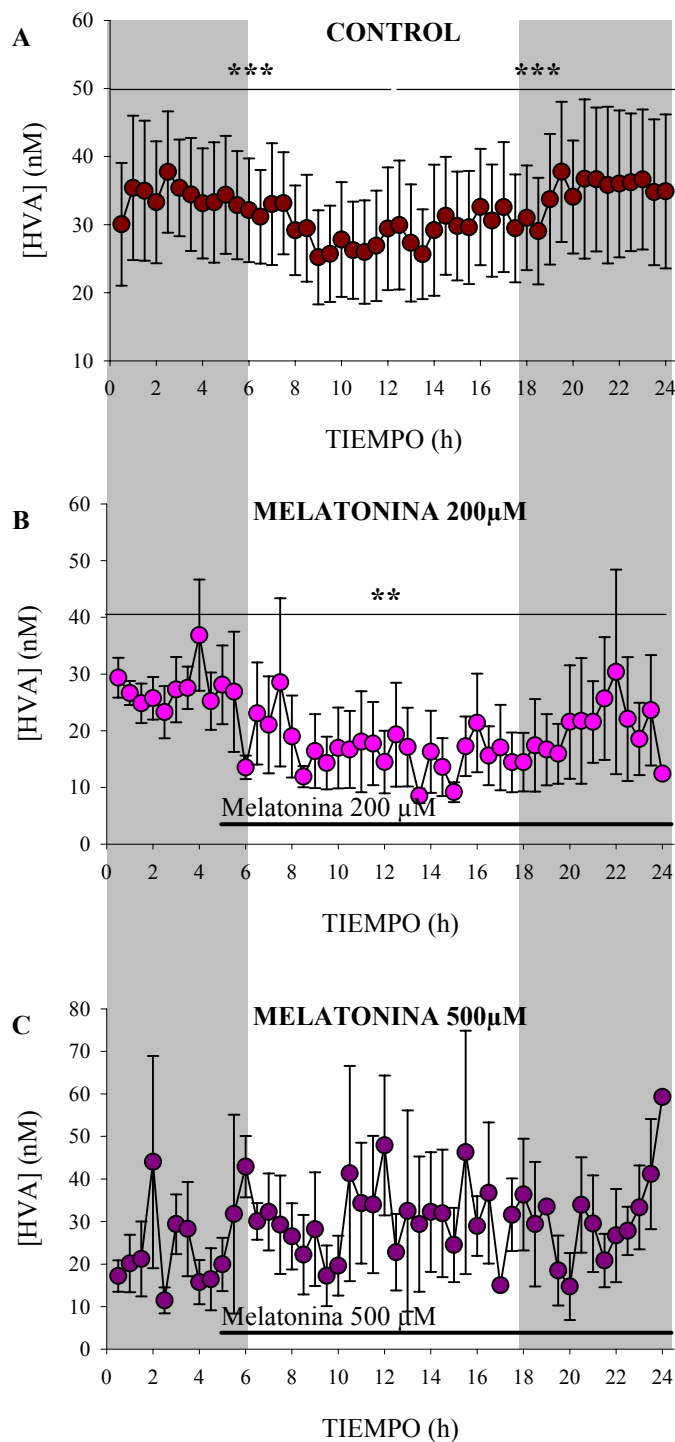 A
CONTROL
60
*** ***
50
40
30
20
10
[HVA] (nM)
0 2 4 6 8 10 12 14 16 18 20 22 24
TIEMPO (h)
B
MELATONINA 200µM
60
50
**
40
30
20
10
0
[HVA] (nM)
Melatonina 200 µM
0 2 4 6 8 10 12 14 16 18 20 22 24
TIEMPO (h)
C
MELATONINA 500µM
80
70
60
50
40
30
20
10
0
[HVA] (nM)
Melatonina 500 µM
0 2 4 6 8 10 12 14 16 18 20 22 24
TIEMPO (h)